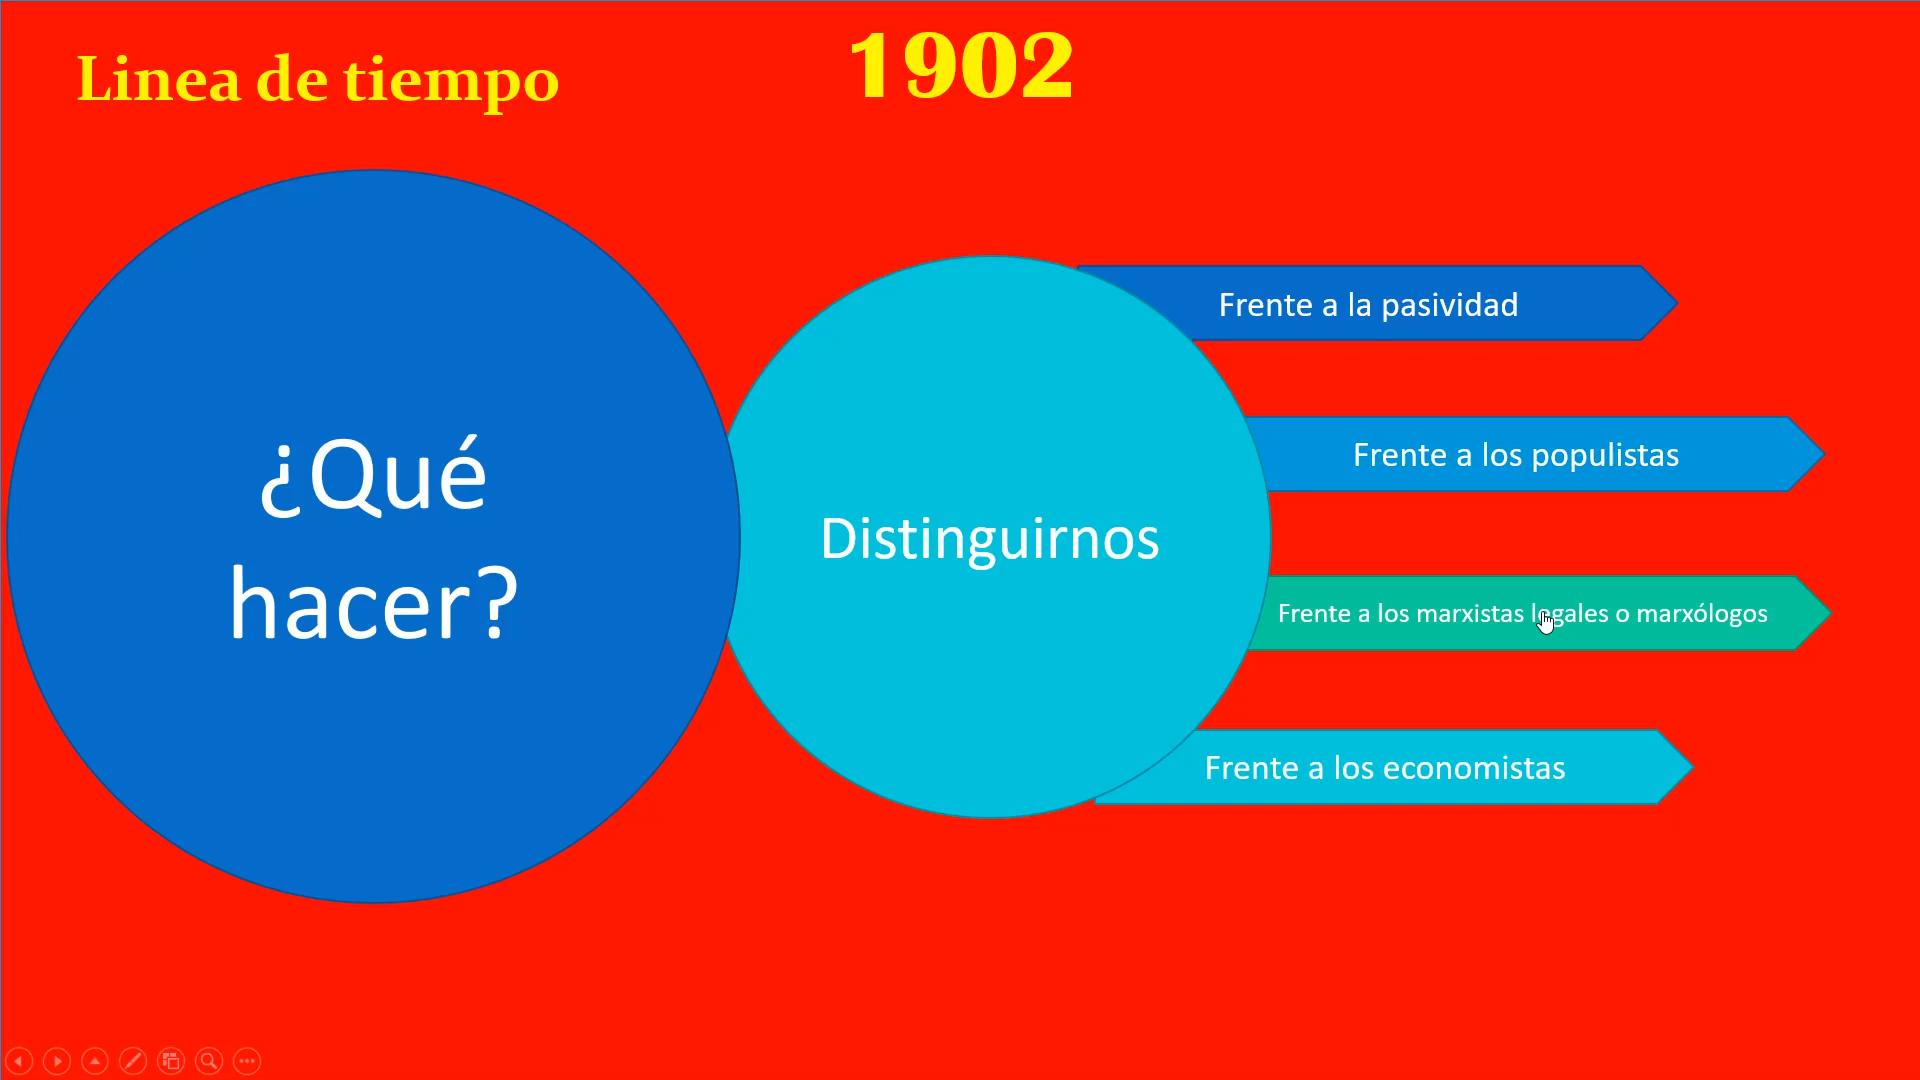 Linea de tiempo
1902
¿Qué
hacer?
Distinguirnos
Frente a la pasividad
Frente a los populistas
Frente a los marxistas legales o marxólogos
Frente a los economistas